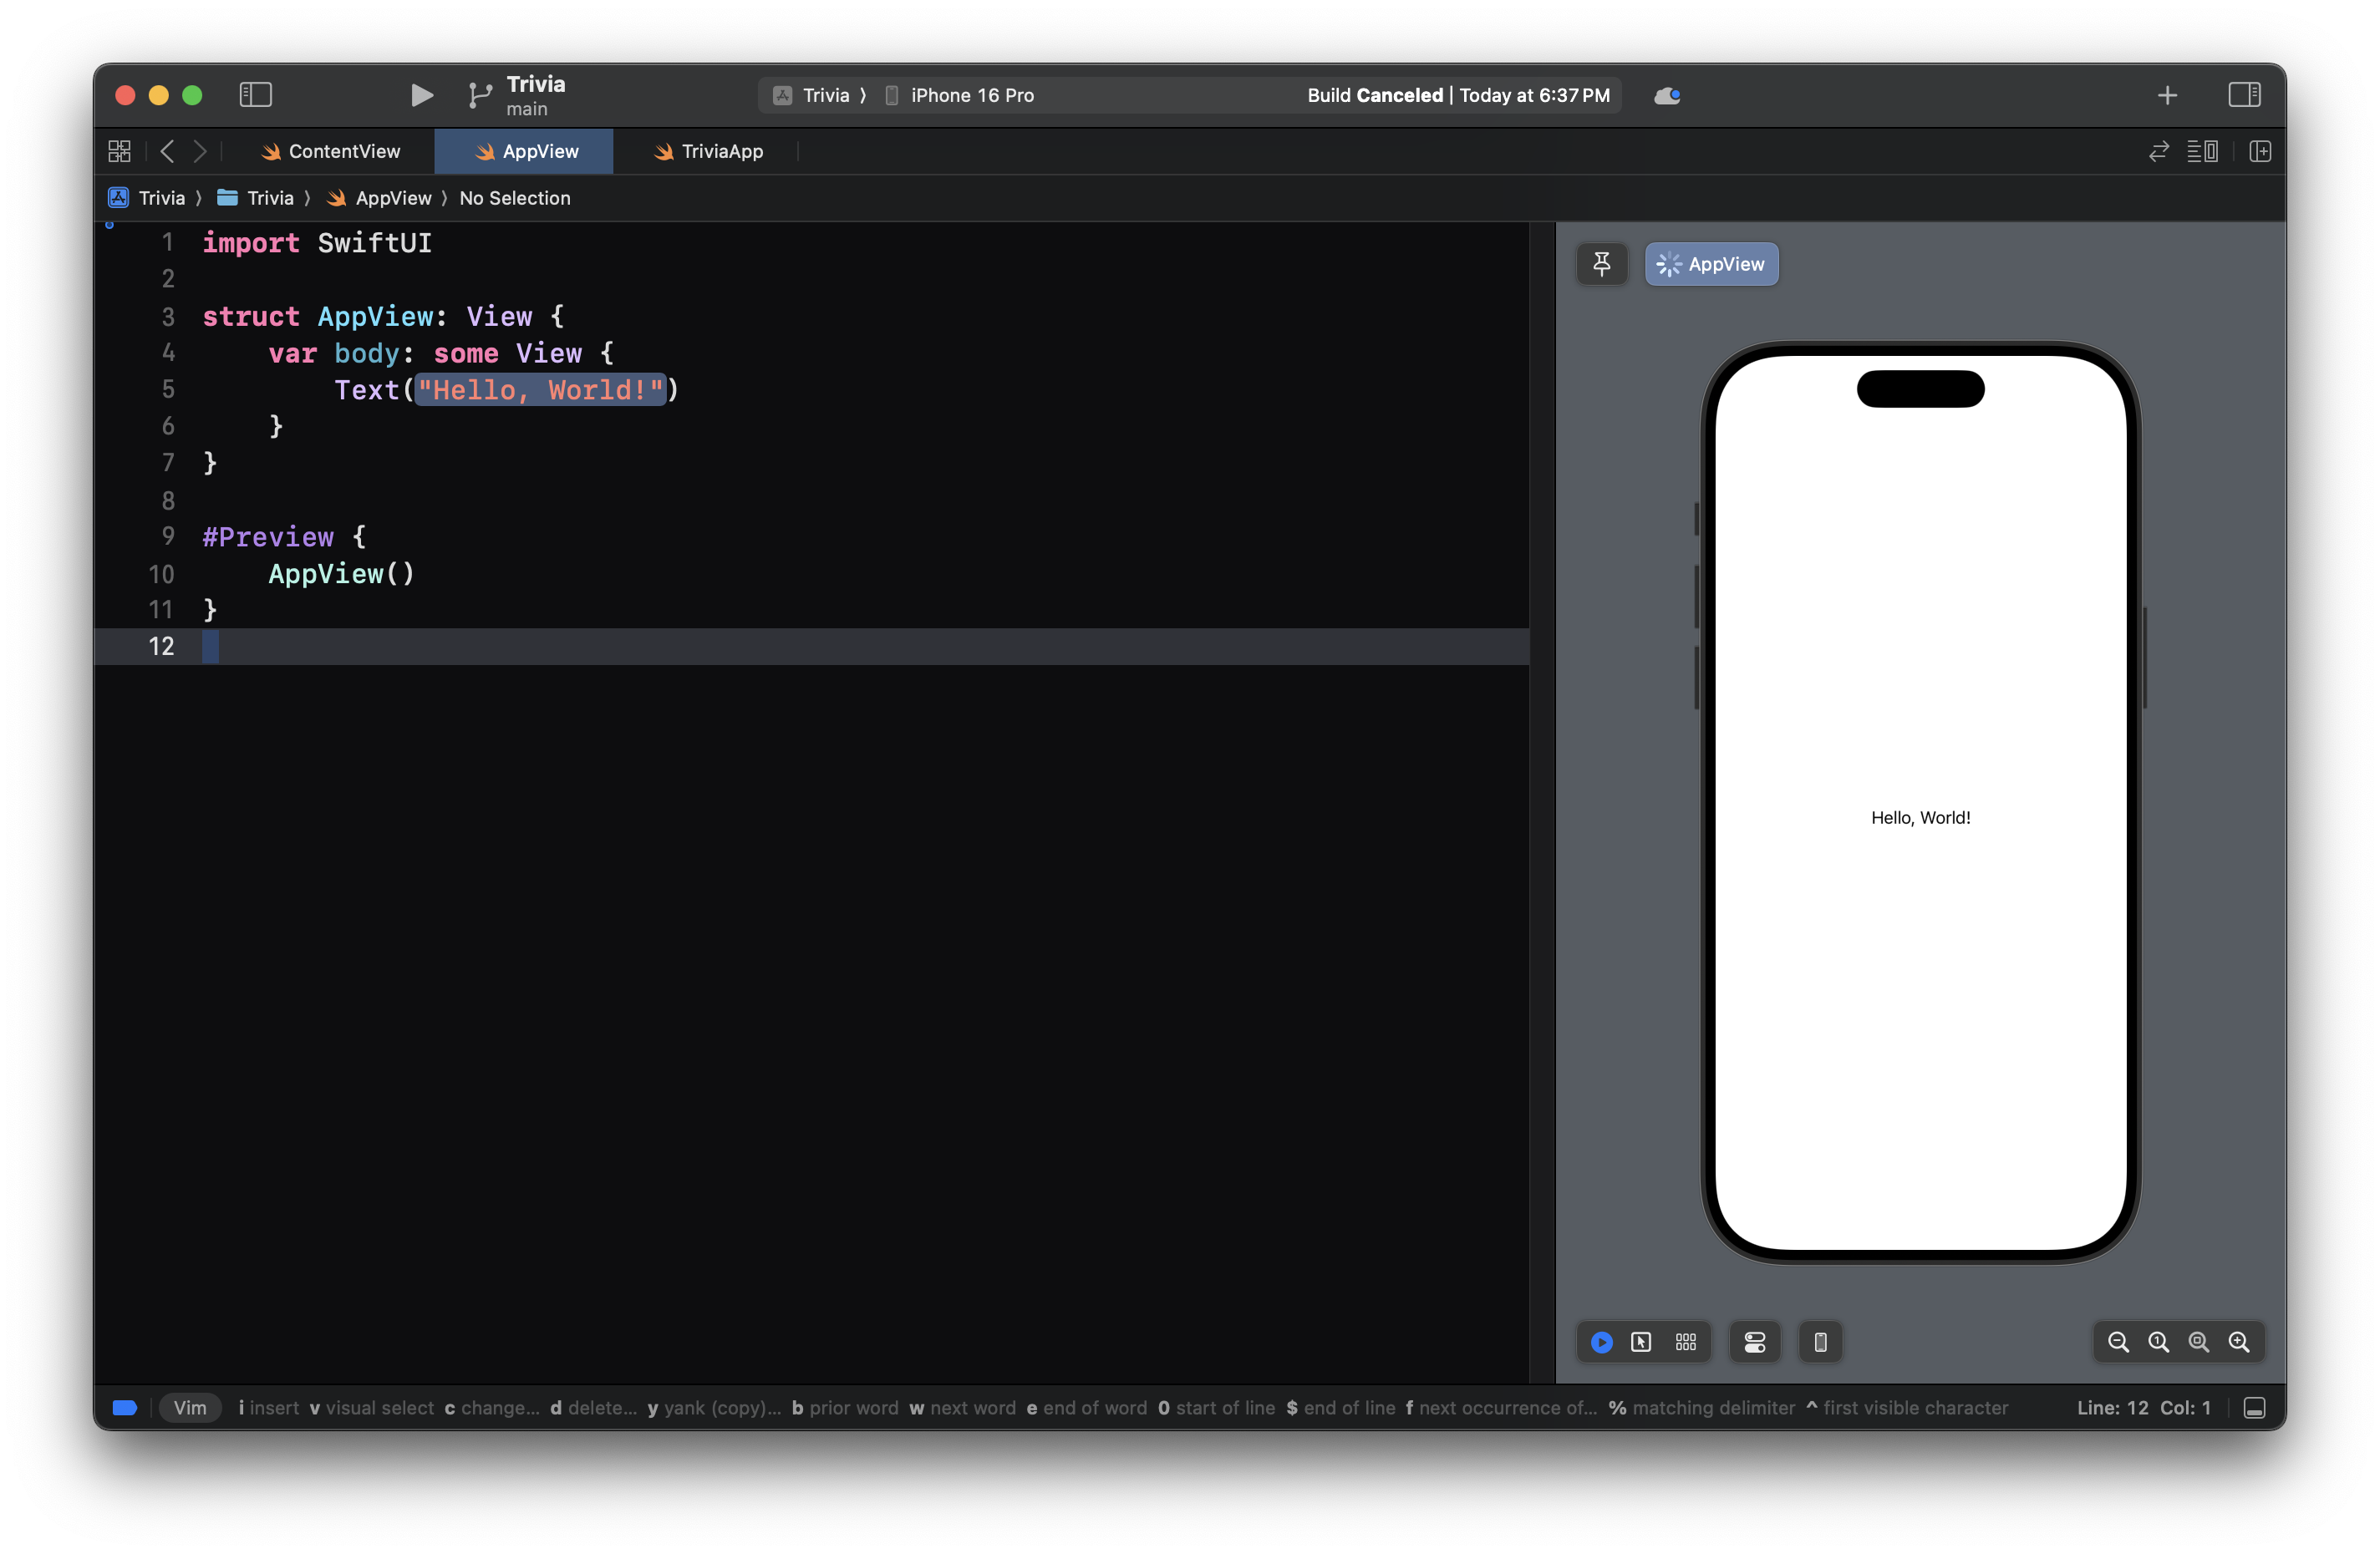 Trivia
main
Trivia 〉 iPhone 16 Pro
Build Canceled | Today at 6:37 PM
ContentView
AppView
TriviaApp
Trivia 〉 Trivia 〉 AppView 〉 No Selection
1 import SwiftUI
2
3 struct AppView: View {
4     var body: some View {
5         Text("Hello, World!")
6     }
7 }
8
9 #Preview {
10     AppView()
11 }
12
AppView
Hello, World!
Vim i insert v visual select c change... d delete... y yank (copy)... b prior word w next word e end of word 0 start of line $ end of line f next occurrence of... % matching delimiter ^ first visible character
Line: 12 Col: 1